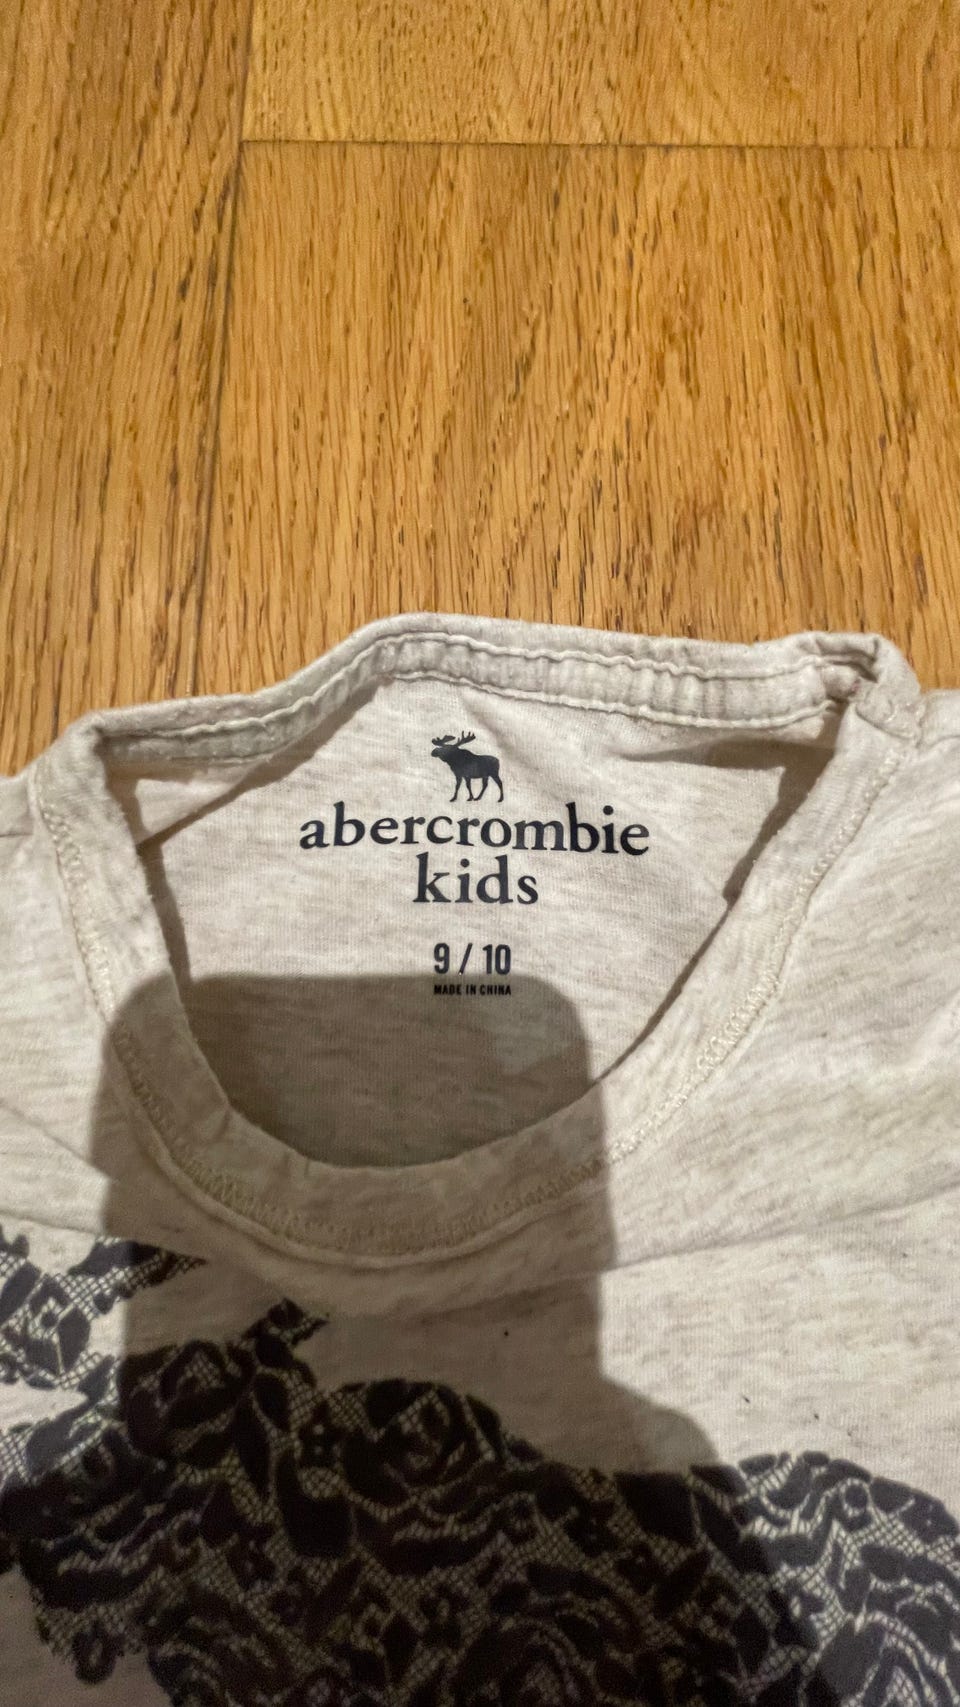 abercrombie
kids
9 / 10
MADE IN CHINA